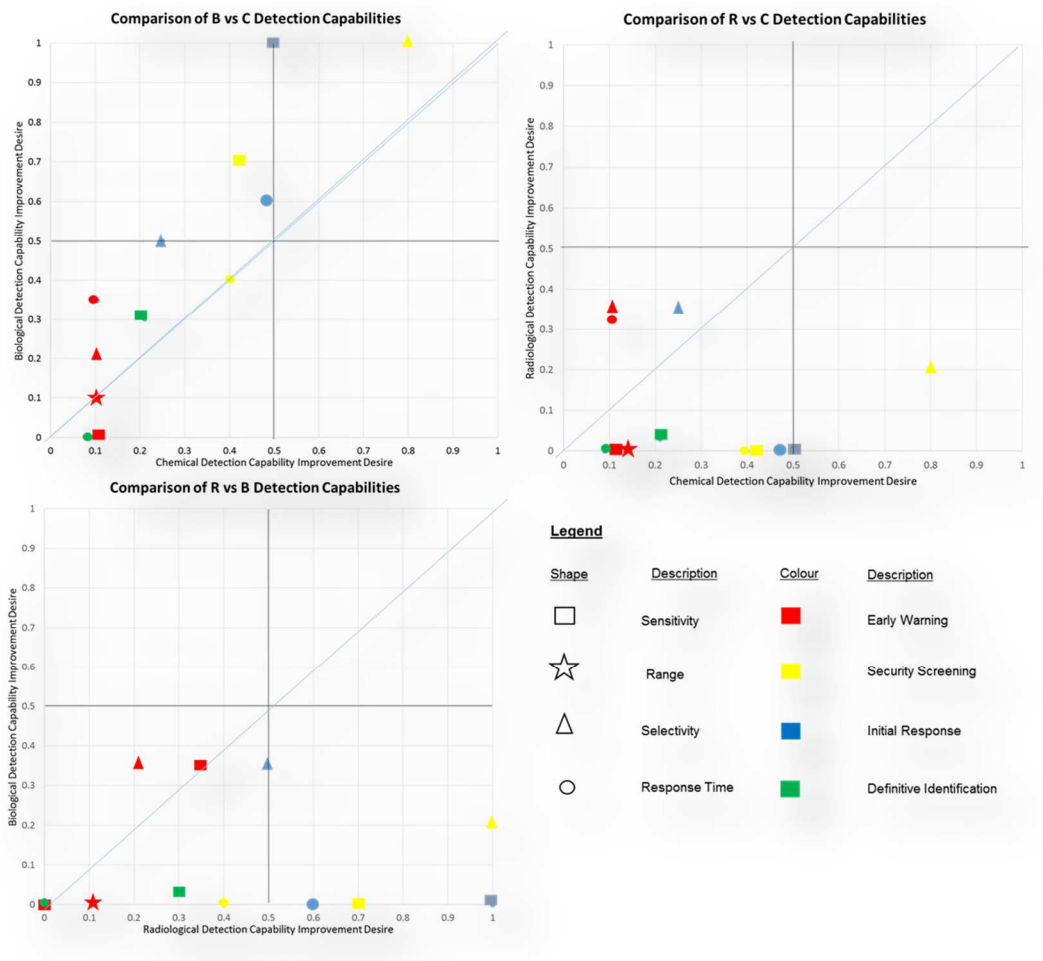 Comparison of B vs C Detection Capabilities
Biological Detection Capability Improvement Desire
1
0.9
0.8
0.7
0.6
0.5
0.4
0.3
0.2
0.1
0
0 0.1 0.2 0.3 0.4 0.5 0.6 0.7 0.8 0.9 1
Chemical Detection Capability Improvement Desire
Comparison of R vs C Detection Capabilities
Radiological Detection Capability Improvement Desire
1
0.9
0.8
0.7
0.6
0.5
0.4
0.3
0.2
0.1
0
0 0.1 0.2 0.3 0.4 0.5 0.6 0.7 0.8 0.9 1
Chemical Detection Capability Improvement Desire
Comparison of R vs B Detection Capabilities
Biological Detection Capability Improvement Desire
1
0.9
0.8
0.7
0.6
0.5
0.4
0.3
0.2
0.1
0
0 0.1 0.2 0.3 0.4 0.5 0.6 0.7 0.8 0.9 1
Radiological Detection Capability Improvement Desire
Legend
Shape Description Colour Description
Sensitivity Early Warning
Range Security Screening
Selectivity Initial Response
Response Time Definitive Identification